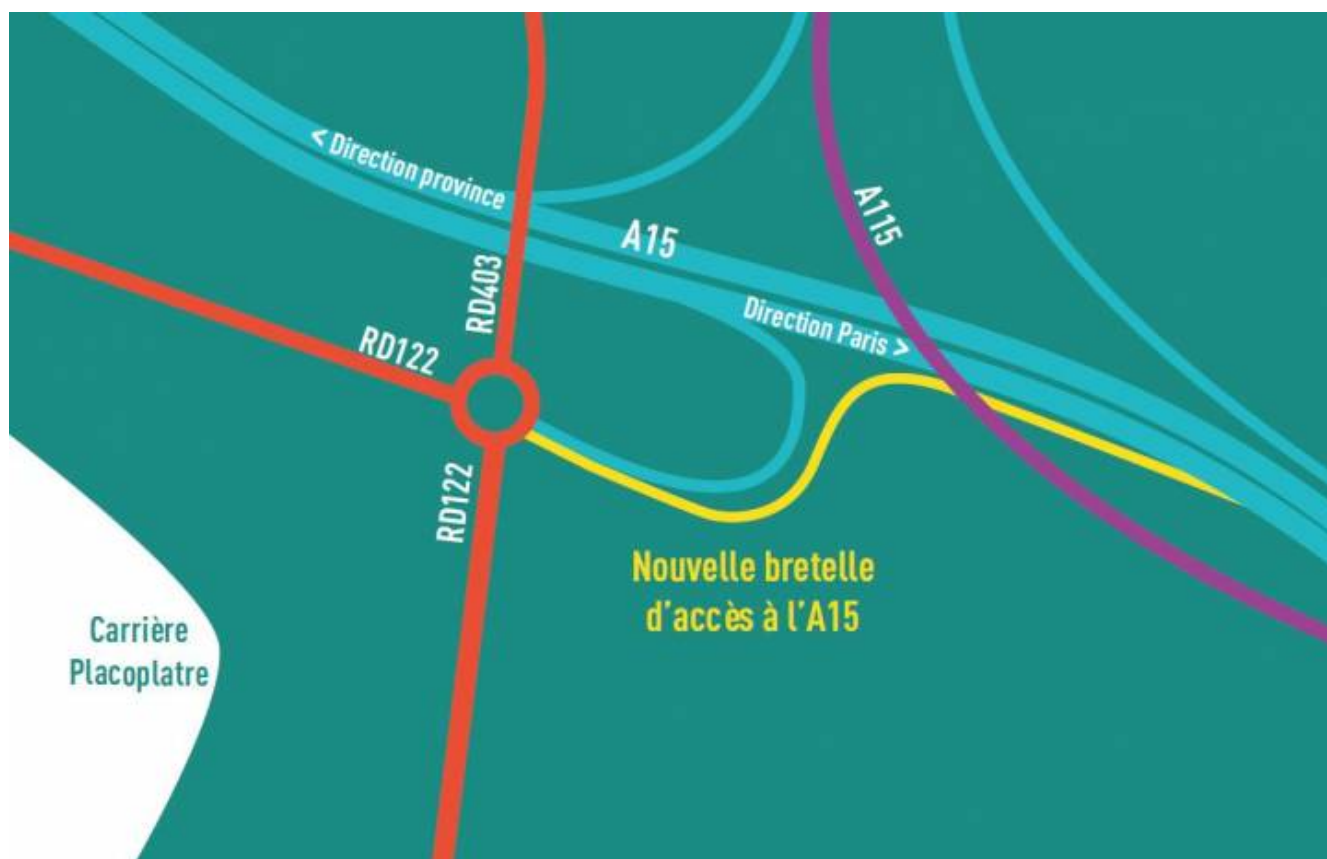 < Direction province
A15
A115
RD403
Direction Paris >
RD122
RD122
Nouvelle bretelle
d'accès à l'A15
Carrière
Placoplatre